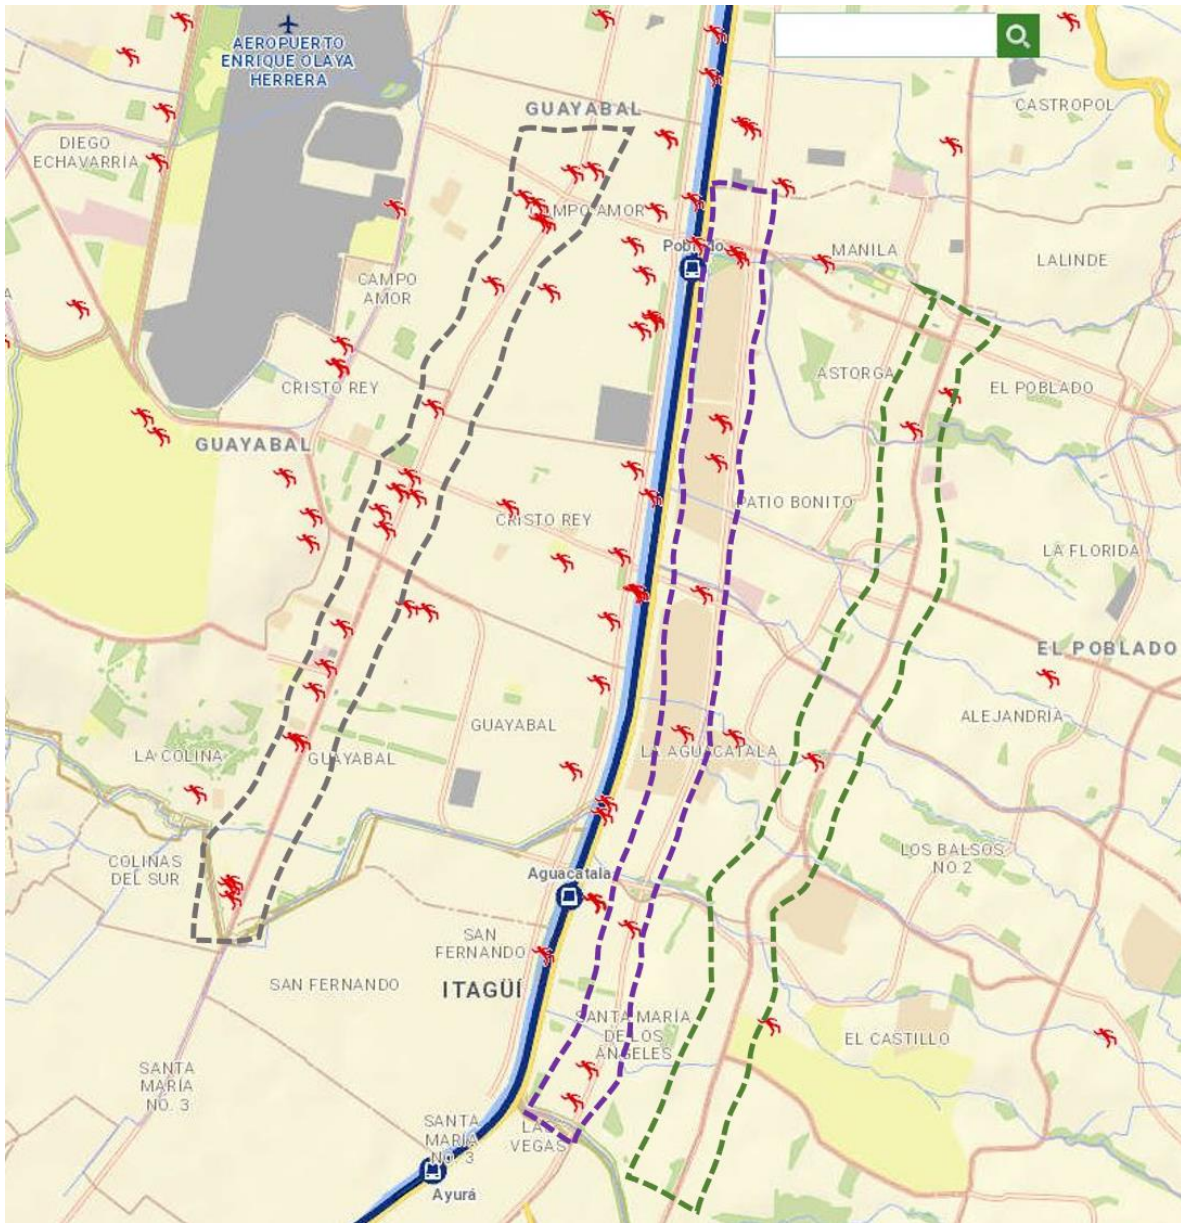 AEROPUERTO
ENRIQUE OLAYA
HERRERA
GUAYABAL
CASTROPOL
DIEGO
ECHAVARRÍA
CAMPO AMOR
Poblado
MANILA
LALINDE
CAMPO
AMOR
ASTORGA
CRISTO REY
EL POBLADO
GUAYABAL
PATIO BONITO
CRISTO REY
LA FLORIDA
EL POBLADO
ALEJANDRÍA
GUAYABAL
LA AGUACATALA
LA COLINA
GUAYABAL
COLINAS
DEL SUR
LOS BALSOS
NO.2
Aguacatala
SAN
FERNANDO
SAN FERNANDO
ITAGÜÍ
SANTA MARÍA
DE LOS
ÁNGELES
EL CASTILLO
SANTA
MARÍA
NO. 3
SANTA
MARÍA
NO. 3
LAS
VEGAS
Ayurá